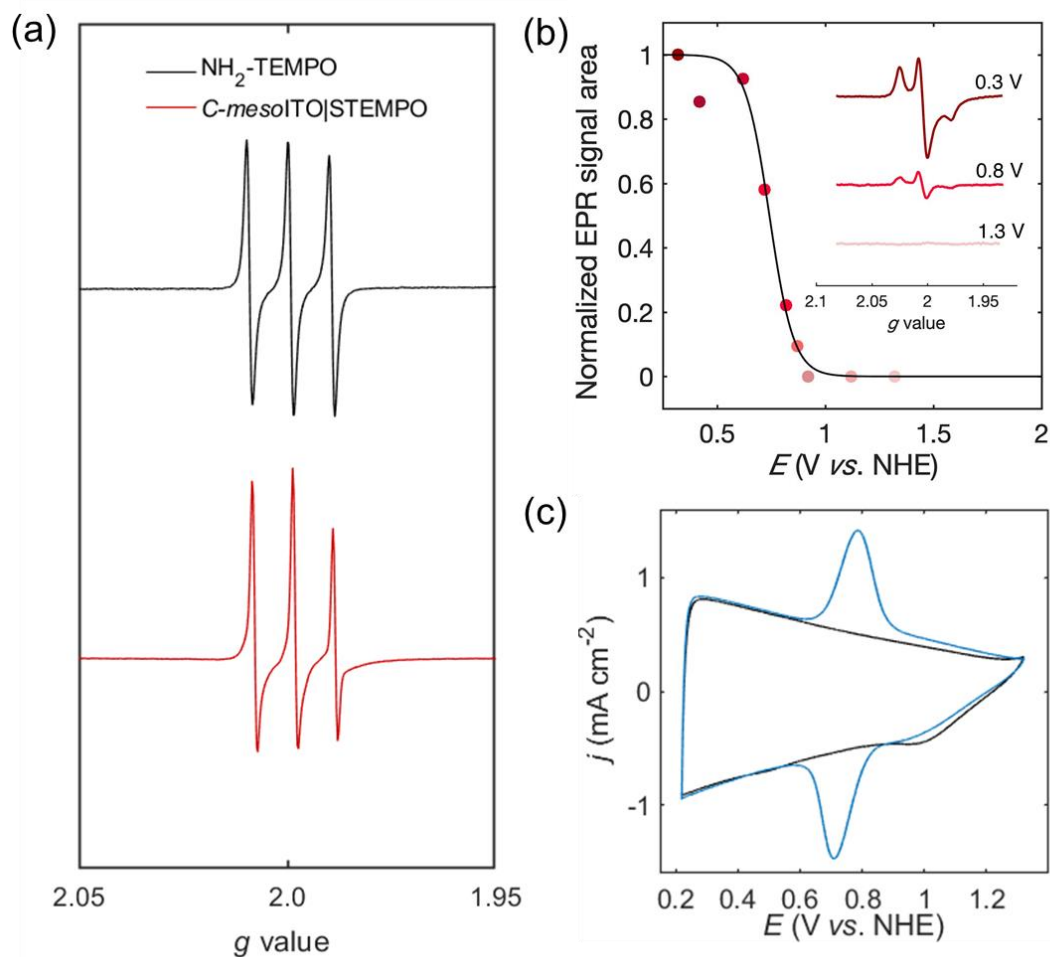 (a)
NH2-TEMPO
C-mesoITO|STEMPO
2.05 2.0 1.95
g value
(b)
Normalized EPR signal area
1
0.8
0.6
0.4
0.2
0
0.3 V
0.8 V
1.3 V
2.1 2.05 2 1.95
g value
0.5 1 1.5 2
E (V vs. NHE)
(c)
j (mA cm-2)
1
0
-1
0.2 0.4 0.6 0.8 1 1.2
E (V vs. NHE)